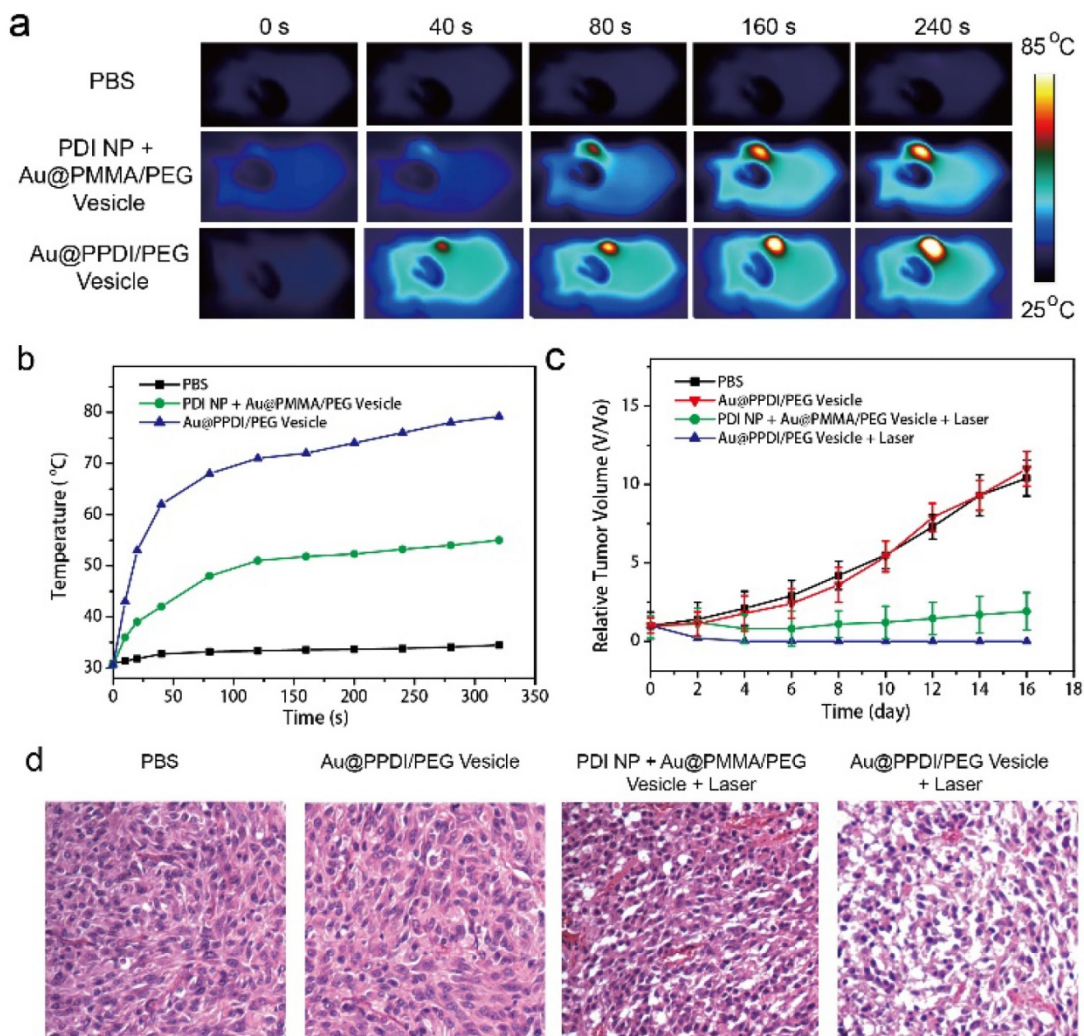 a
0 s 40 s 80 s 160 s 240 s
85 °C
PBS
PDI NP +
Au@PMMA/PEG
Vesicle
Au@PPDI/PEG
Vesicle
25 °C
b
PBS
PDI NP + Au@PMMA/PEG Vesicle
Au@PPDI/PEG Vesicle
80
70
60
50
40
30
Temperature ( °C)
0 50 100 150 200 250 300 350
Time (s)
c
PBS
Au@PPDI/PEG Vesicle
PDI NP + Au@PMMA/PEG Vesicle + Laser
Au@PPDI/PEG Vesicle + Laser
15
10
5
0
Relative Tumor Volume (V/Vo)
0 2 4 6 8 10 12 14 16 18
Time (day)
d
PBS
Au@PPDI/PEG Vesicle
PDI NP + Au@PMMA/PEG
Vesicle + Laser
Au@PPDI/PEG Vesicle
+ Laser